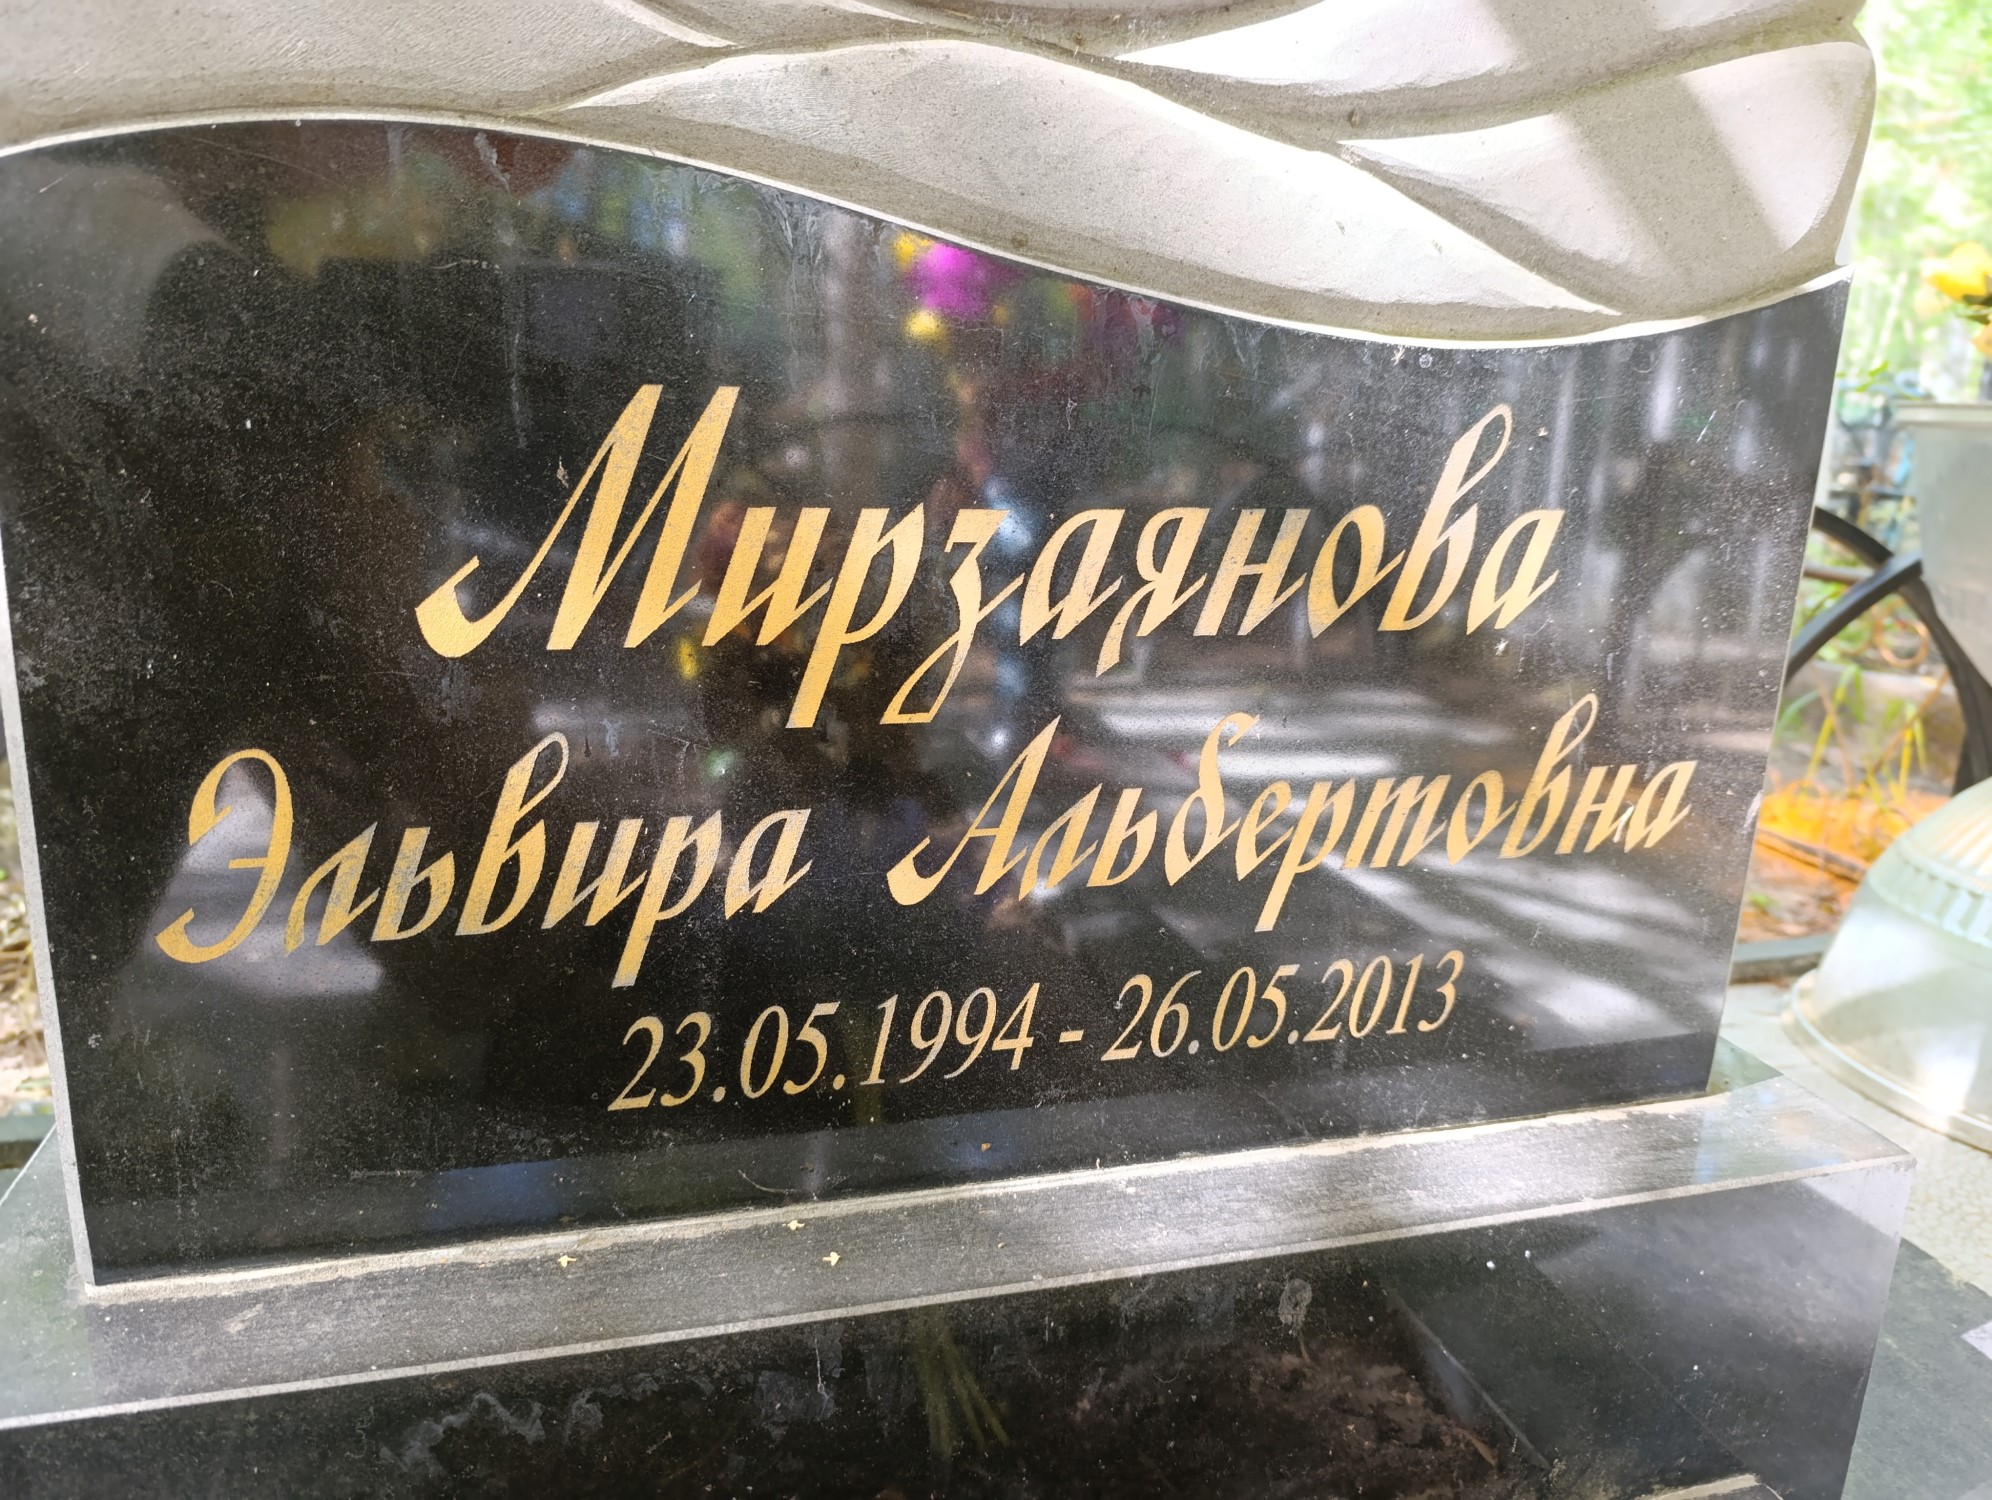 Мирзаянова
Эльвира Альбертовна
23.05.1994 - 26.05.2013